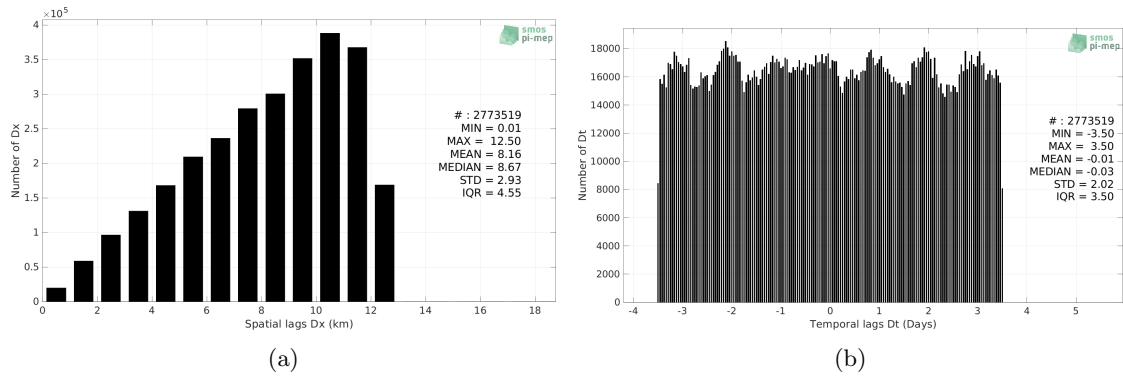 ×10⁵
4
3.5
3
2.5
2
1.5
1
0.5
0
Number of Dx
0 2 4 6 8 10 12 14 16 18
Spatial lags Dx (km)
smos
pi-mep
# : 2773519
MIN = 0.01
MAX = 12.50
MEAN = 8.16
MEDIAN = 8.67
STD = 2.93
IQR = 4.55
(a)
18000
16000
14000
12000
10000
8000
6000
4000
2000
0
Number of Dt
-4 -3 -2 -1 0 1 2 3 4 5
Temporal lags Dt (Days)
smos
pi-mep
# : 2773519
MIN = -3.50
MAX = 3.50
MEAN = -0.01
MEDIAN = -0.03
STD = 2.02
IQR = 3.50
(b)